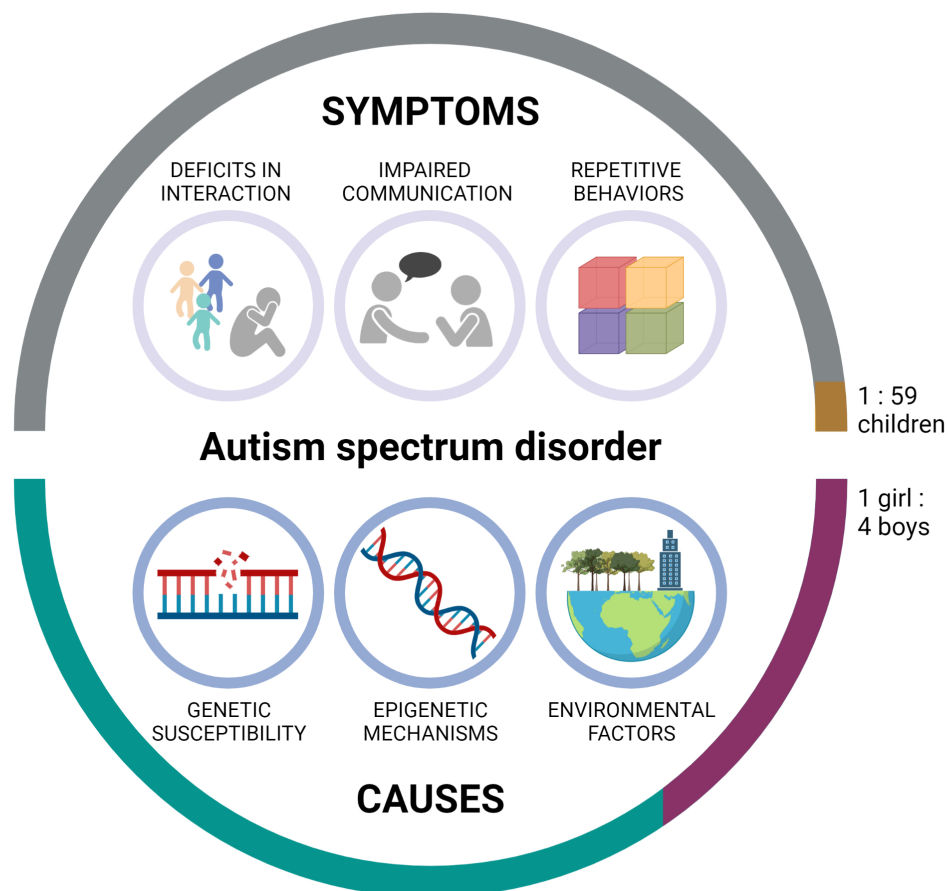 SYMPTOMS
DEFICITS IN
INTERACTION
IMPAIRED
COMMUNICATION
REPETITIVE
BEHAVIORS
1 : 59
children
Autism spectrum disorder
1 girl :
4 boys
GENETIC
SUSCEPTIBILITY
EPIGENETIC
MECHANISMS
ENVIRONMENTAL
FACTORS
CAUSES